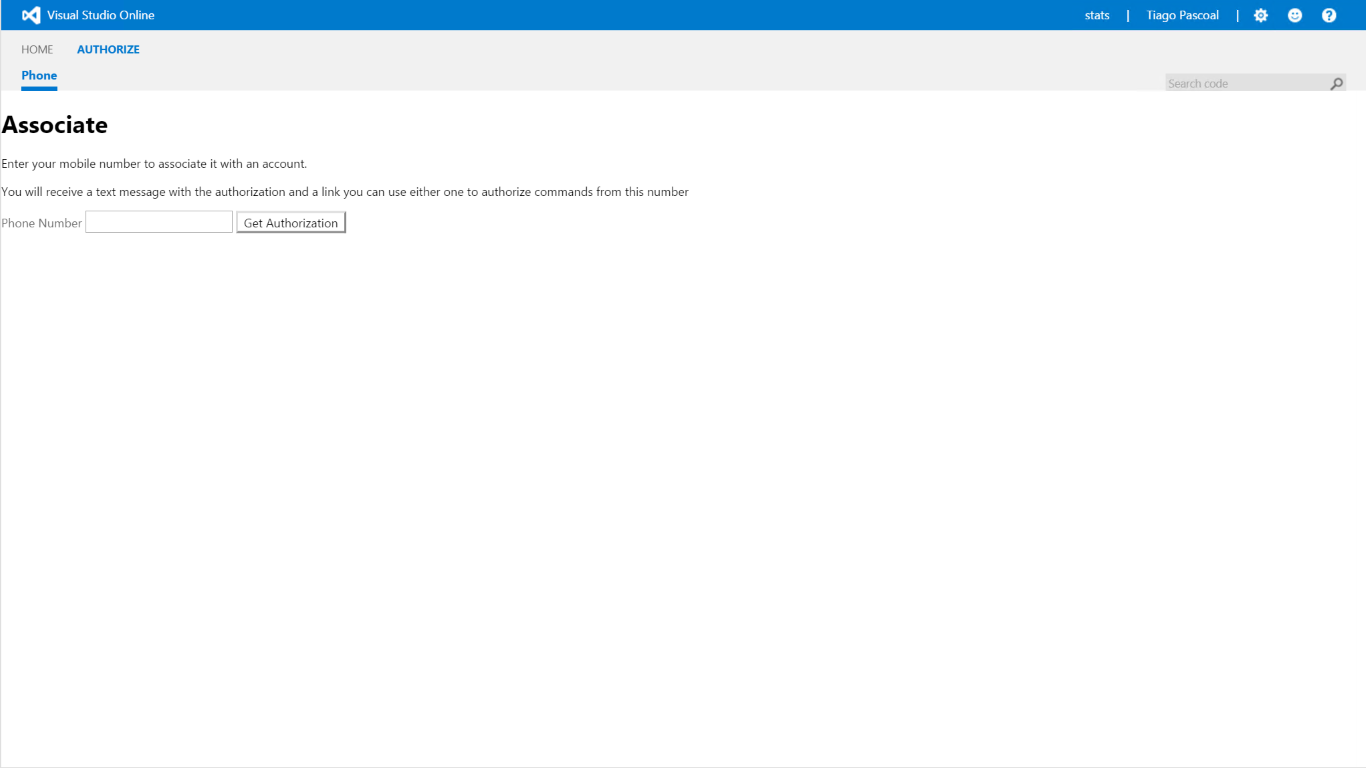 Visual Studio Online
stats | Tiago Pascoal |
HOME AUTHORIZE
Phone
Search code
Associate
Enter your mobile number to associate it with an account.
You will receive a text message with the authorization and a link you can use either one to authorize commands from this number
Phone Number Get Authorization